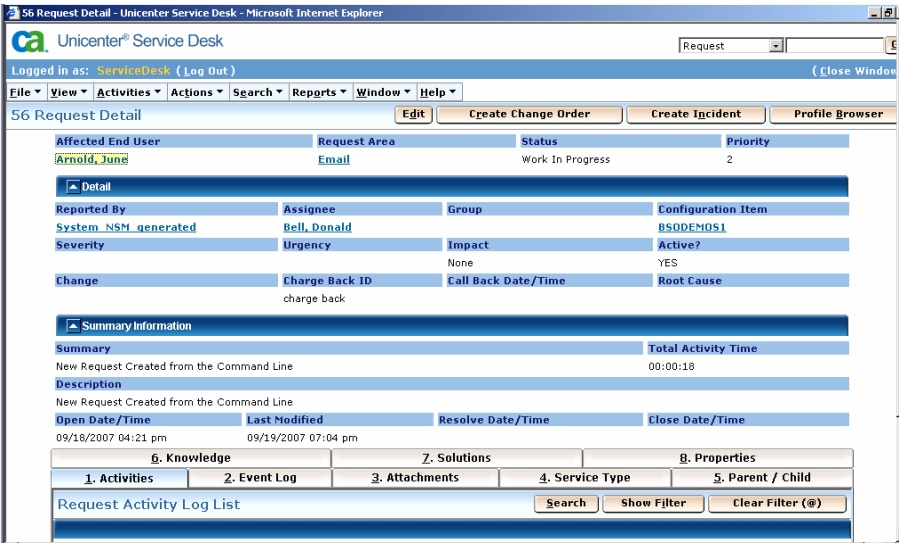 56 Request Detail - Unicenter Service Desk - Microsoft Internet Explorer
ca Unicenter® Service Desk
Request
Logged in as: ServiceDesk (Log Out) (Close Window
File View Activities Actions Search Reports Window Help
56 Request Detail Edit Create Change Order Create Incident Profile Browser
Affected End User Request Area Status Priority
Arnold, June Email Work In Progress 2
Detail
Reported By Assignee Group Configuration Item
System_NSM_generated Bell, Donald BSODEMOS1
Severity Urgency Impact Active?
None YES
Change Charge Back ID Call Back Date/Time Root Cause
charge back
Summary Information
Summary Total Activity Time
New Request Created from the Command Line 00:00:18
Description
New Request Created from the Command Line
Open Date/Time Last Modified Resolve Date/Time Close Date/Time
09/18/2007 04:21 pm 09/19/2007 07:04 pm
6. Knowledge 7. Solutions 8. Properties
1. Activities 2. Event Log 3. Attachments 4. Service Type 5. Parent / Child
Request Activity Log List Search Show Filter Clear Filter (@)